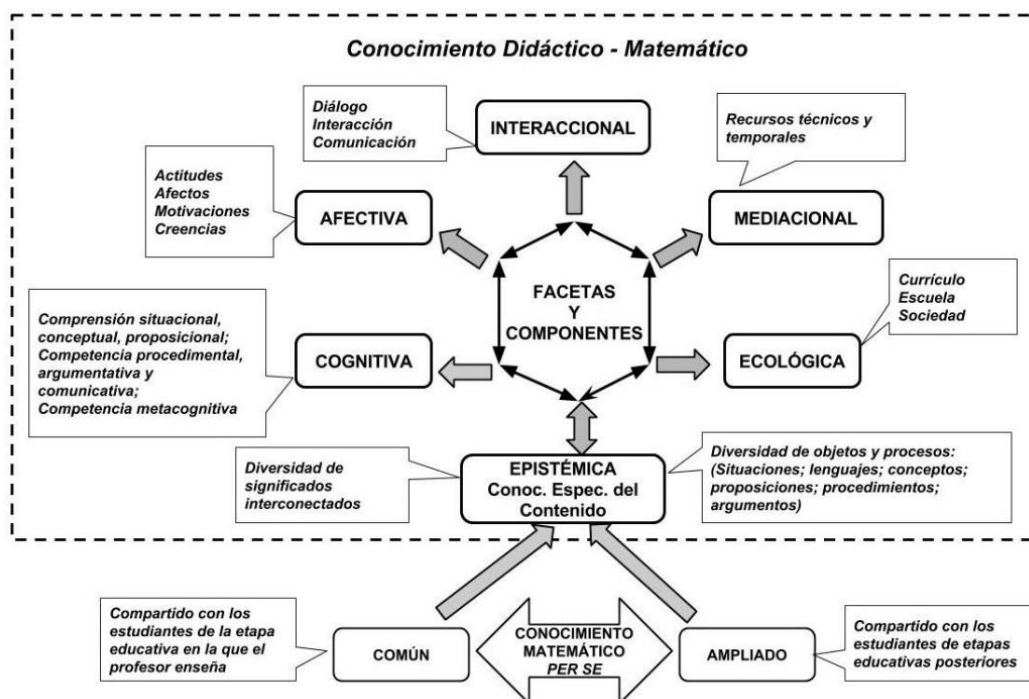 Conocimiento Didáctico - Matemático
Diálogo
Interacción
Comunicación
INTERACCIONAL
Recursos técnicos y
temporales
Actitudes
Afectos
Motivaciones
Creencias
AFECTIVA
MEDIACIONAL
FACETAS
Y
COMPONENTES
Currículo
Escuela
Sociedad
Comprensión situacional,
conceptual, proposicional;
Competencia procedimental,
argumentativa y
comunicativa;
Competencia metacognitiva
COGNITIVA
ECOLÓGICA
Diversidad de
significados
interconectados
EPISTÉMICA
Conoc. Espec. del
Contenido
Diversidad de objetos y procesos:
(Situaciones; lenguajes; conceptos;
proposiciones; procedimientos;
argumentos)
Compartido con los
estudiantes de la etapa
educativa en la que el
profesor enseña
COMÚN
CONOCIMIENTO
MATEMÁTICO
PER SE
AMPLIADO
Compartido con los
estudiantes de etapas
educativas posteriores